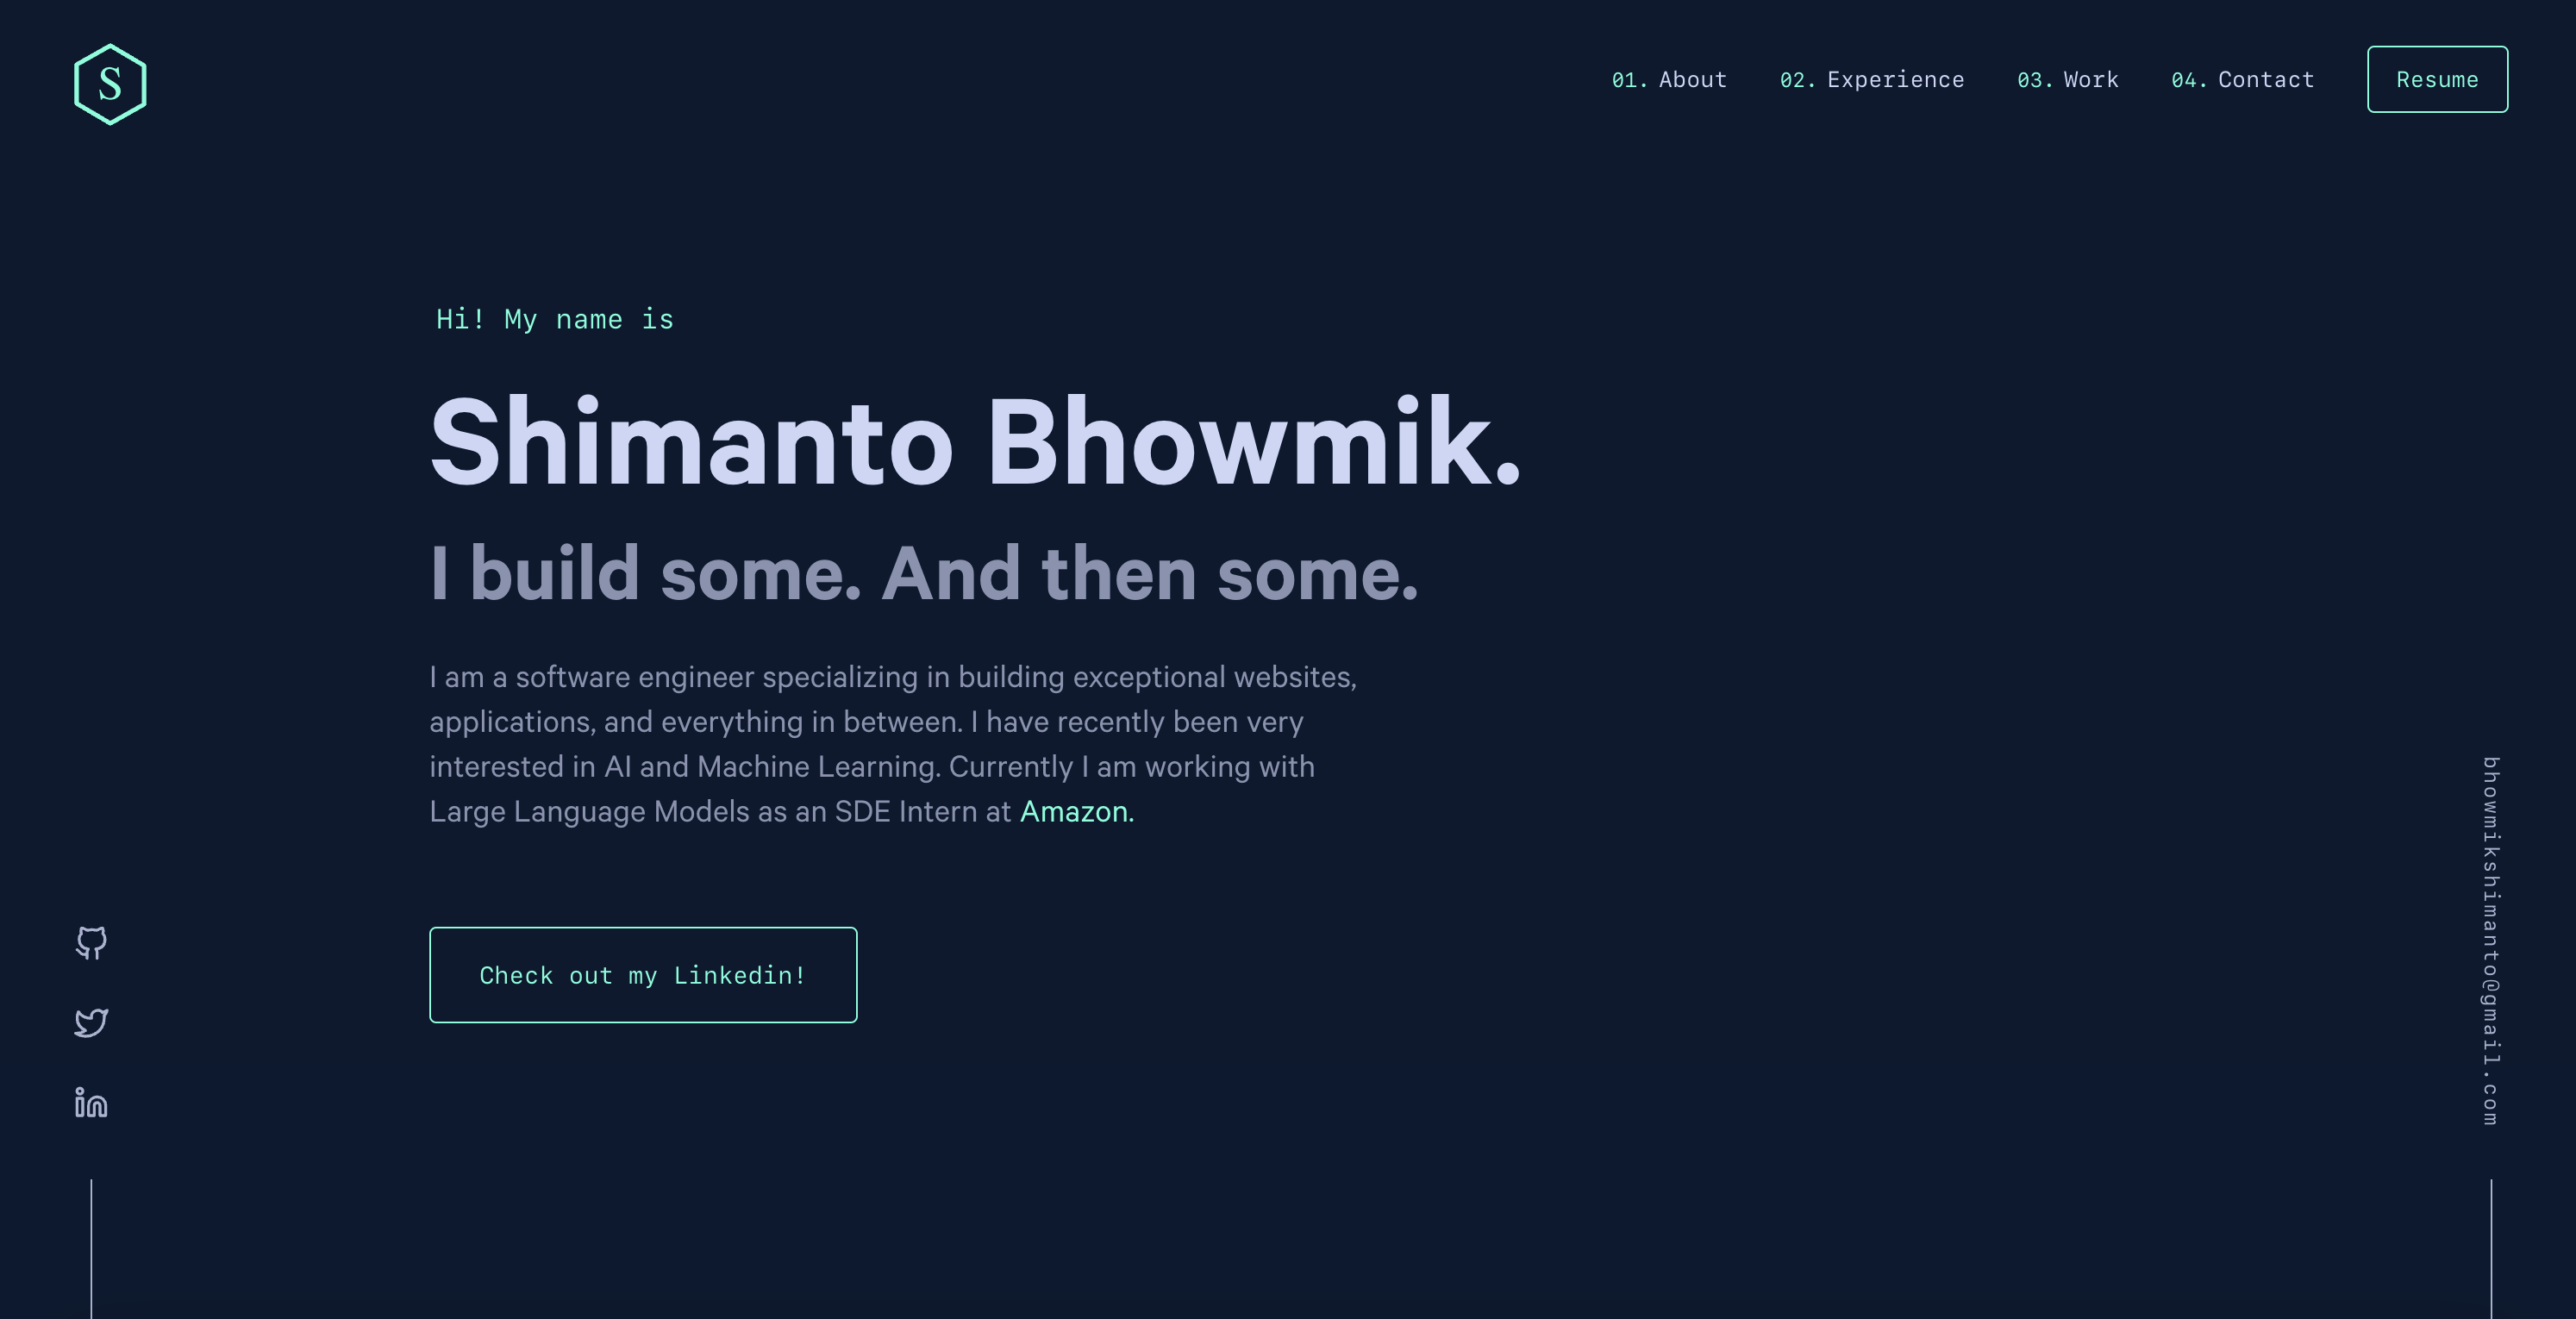 S
01. About
02. Experience
03. Work
04. Contact
Resume
Hi! My name is
Shimanto Bhowmik.
I build some. And then some.
I am a software engineer specializing in building exceptional websites,
applications, and everything in between. I have recently been very
interested in AI and Machine Learning. Currently I am working with
Large Language Models as an SDE Intern at Amazon.
Check out my Linkedin!
in
bhowmikshimanto@gmail.com